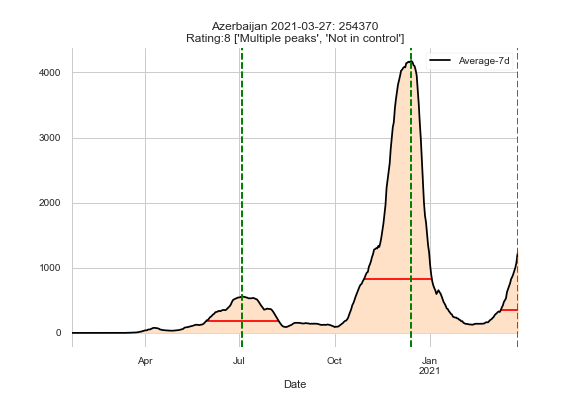 Azerbaijan 2021-03-27: 254370
Rating:8 ['Multiple peaks', 'Not in control']
Average-7d
4000
3000
2000
1000
0
Apr
Jul
Oct
Jan
2021
Date